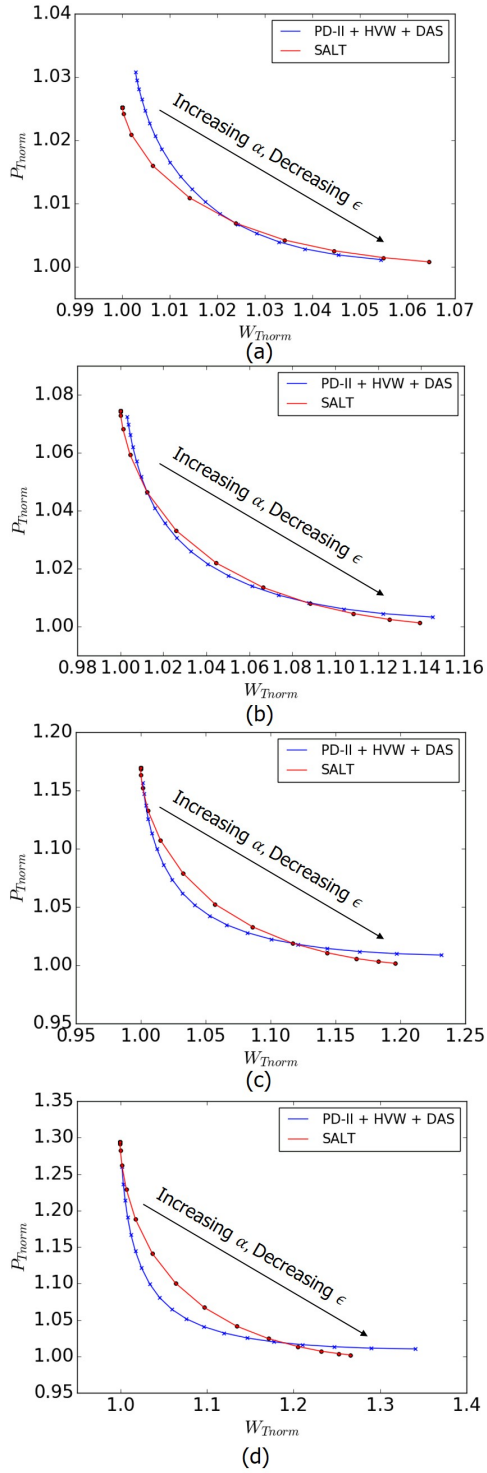 1.04
1.03
1.02
1.01
1.00
0.99
P_Tnorm
PD-II + HVW + DAS
SALT
Increasing α, Decreasing ϵ
0.99 1.00 1.01 1.02 1.03 1.04 1.05 1.06 1.07
W_Tnorm
(a)
1.08
1.06
1.04
1.02
1.00
P_Tnorm
PD-II + HVW + DAS
SALT
Increasing α, Decreasing ϵ
0.98 1.00 1.02 1.04 1.06 1.08 1.10 1.12 1.14 1.16
W_Tnorm
(b)
1.20
1.15
1.10
1.05
1.00
0.95
P_Tnorm
PD-II + HVW + DAS
SALT
Increasing α, Decreasing ϵ
0.95 1.00 1.05 1.10 1.15 1.20 1.25
W_Tnorm
(c)
1.35
1.30
1.25
1.20
1.15
1.10
1.05
1.00
0.95
P_Tnorm
PD-II + HVW + DAS
SALT
Increasing α, Decreasing ϵ
1.0 1.1 1.2 1.3 1.4
W_Tnorm
(d)